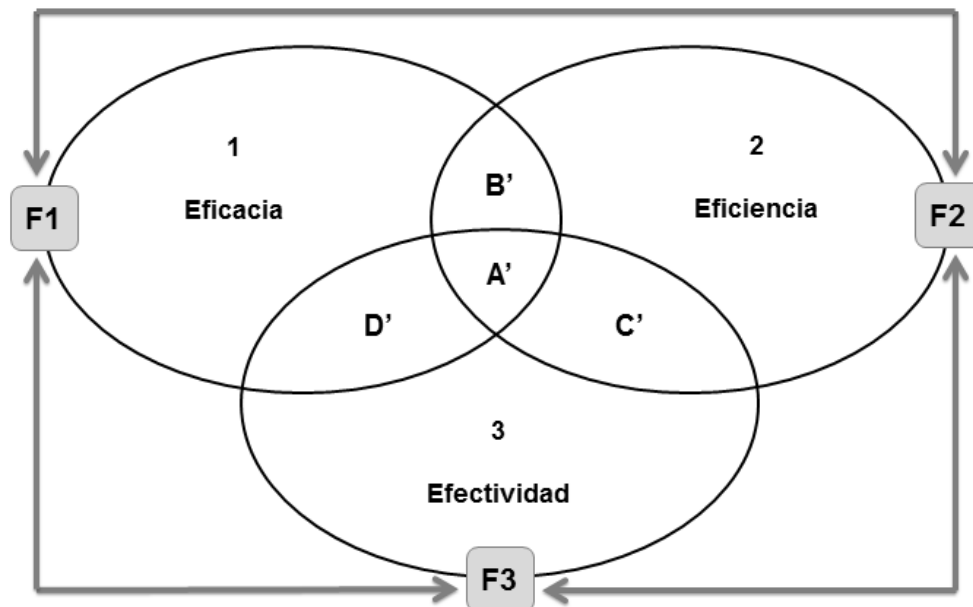 1
2
B’
Eficacia
Eficiencia
F1
F2
A’
D’
C’
3
Efectividad
F3